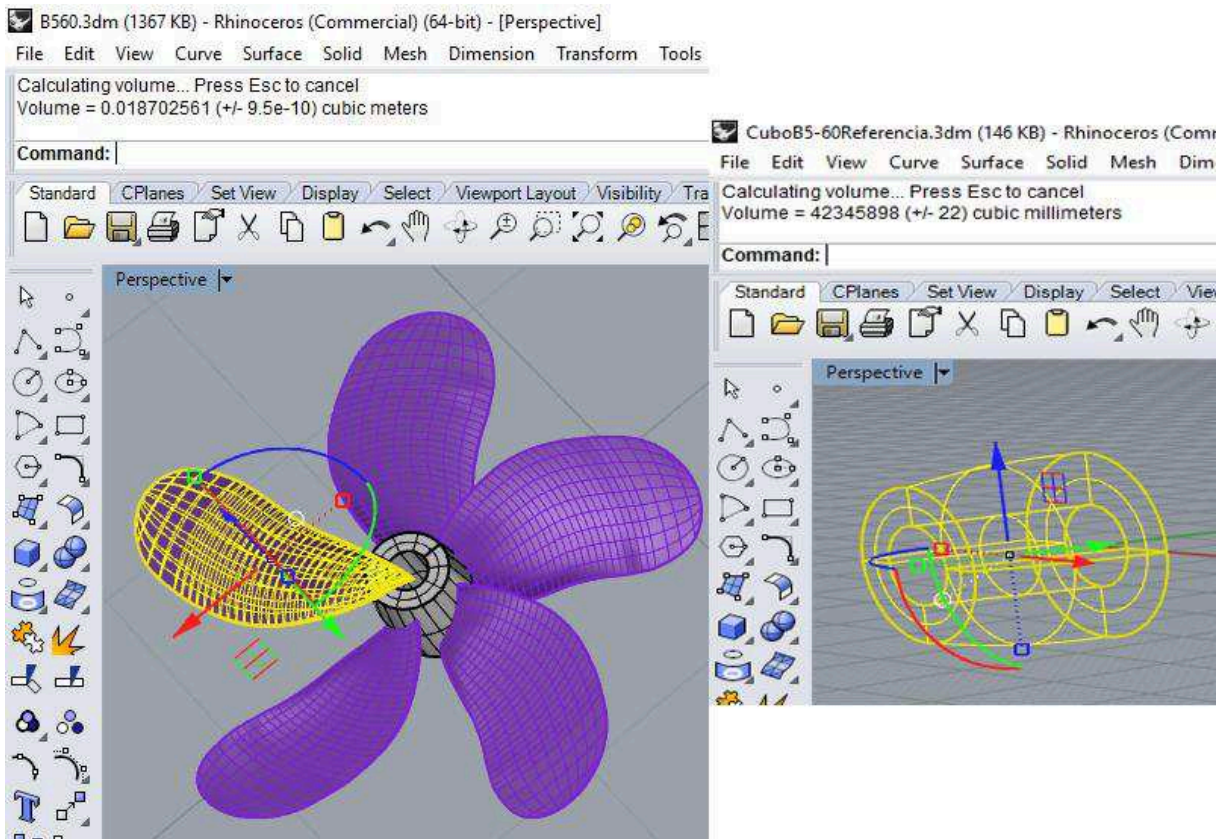 B560.3dm (1367 KB) - Rhinoceros (Commercial) (64-bit) - [Perspective]
File Edit View Curve Surface Solid Mesh Dimension Transform Tools
Calculating volume... Press Esc to cancel
Volume = 0.018702561 (+/- 9.5e-10) cubic meters
Command:
Standard CPlanes Set View Display Select Viewport Layout Visibility Tra
Perspective
CuboB5-60Referencia.3dm (146 KB) - Rhinoceros (Comr
File Edit View Curve Surface Solid Mesh Dim
Calculating volume... Press Esc to cancel
Volume = 42345898 (+/- 22) cubic millimeters
Command:
Standard CPlanes Set View Display Select View
Perspective